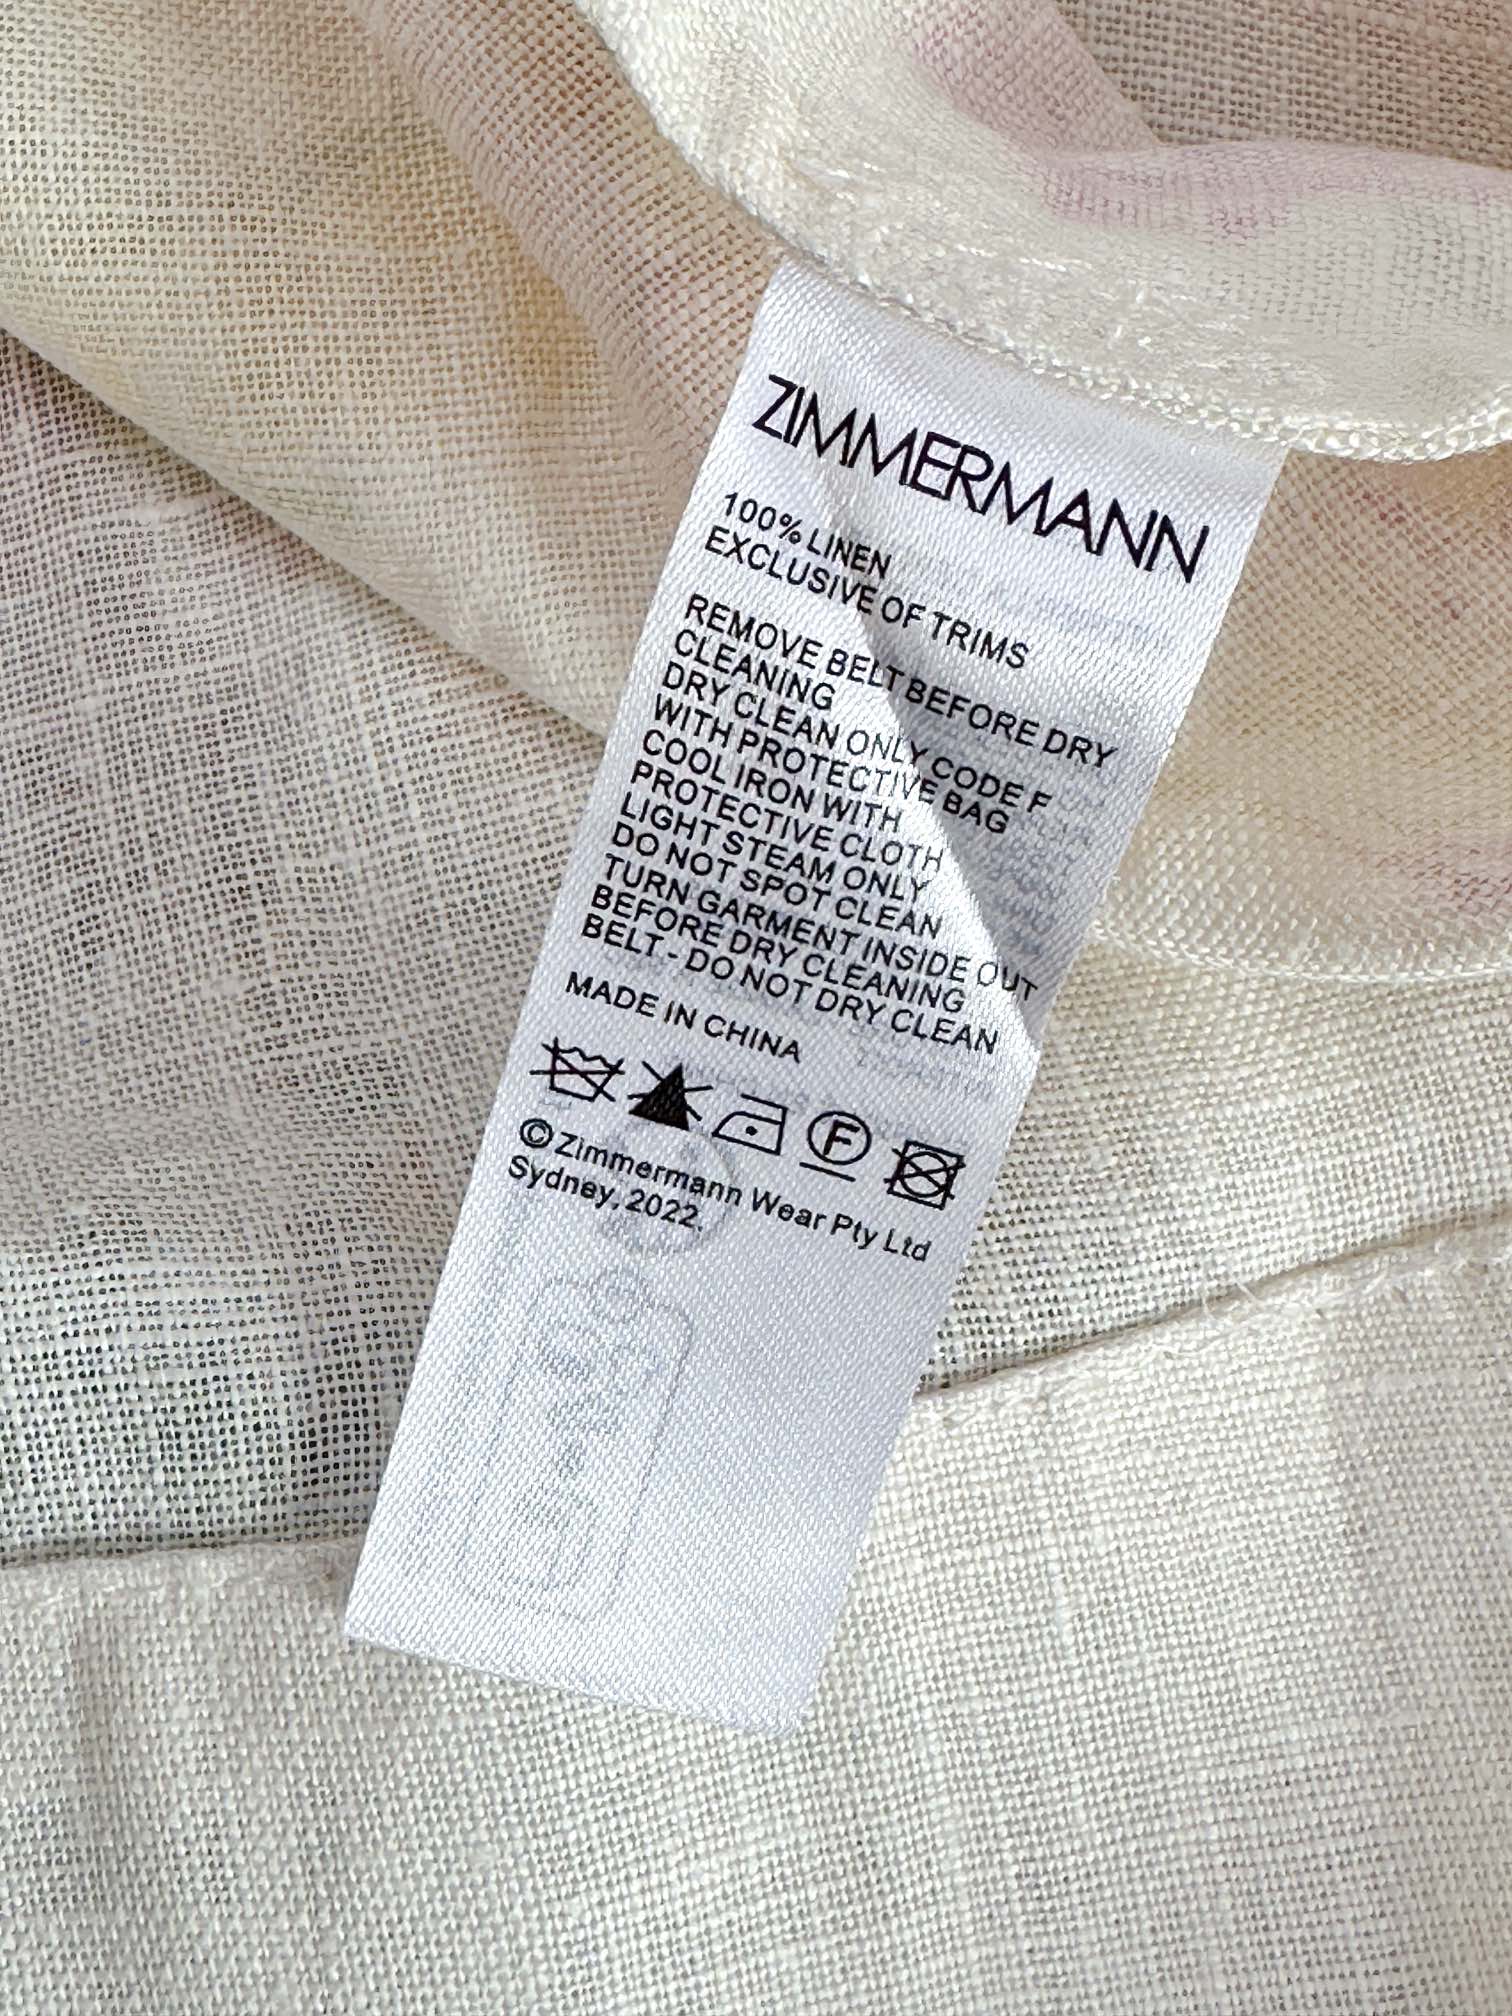 ZIMMERMANN
100% LINEN
EXCLUSIVE OF TRIMS
REMOVE BELT BEFORE DRY
CLEANING
DRY CLEAN ONLY CODE F
WITH PROTECTIVE BAG
COOL IRON WITH
PROTECTIVE CLOTH
LIGHT STEAM ONLY
DO NOT SPOT CLEAN
TURN GARMENT INSIDE OUT
BEFORE DRY CLEANING
BELT - DO NOT DRY CLEAN
MADE IN CHINA
F
© Zimmermann Wear Pty Ltd
Sydney, 2022.